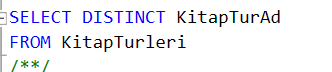 SELECT DISTINCT KitapTurAd
FROM KitapTurleri
/**/